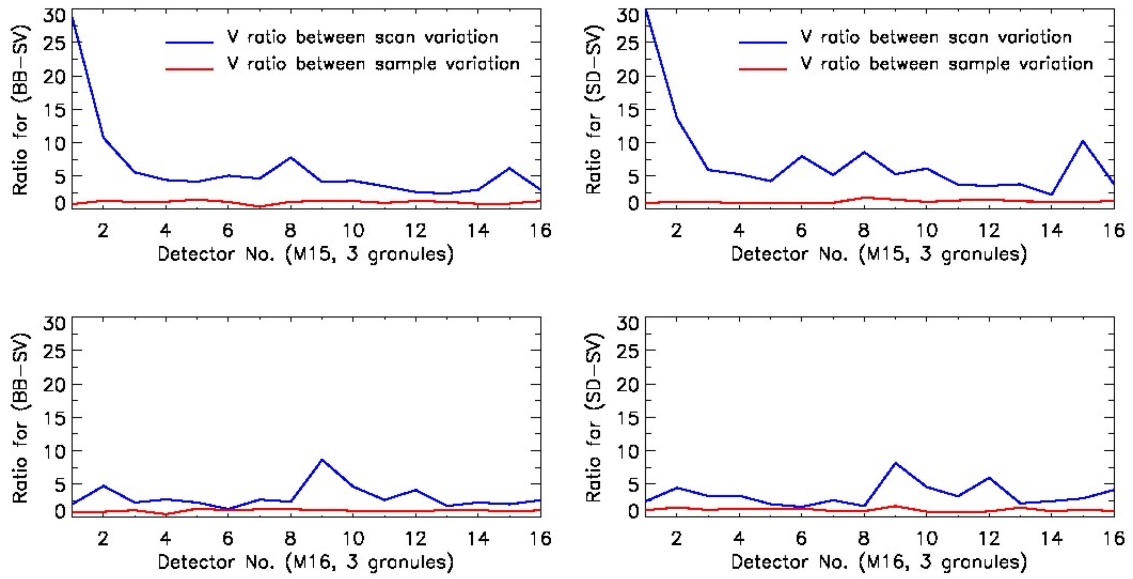 30
25
20
15
10
5
0
Ratio for (BB-SV)
V ratio between scan variation
V ratio between sample variation
2 4 6 8 10 12 14 16
Detector No. (M15, 3 granules)
30
25
20
15
10
5
0
Ratio for (SD-SV)
V ratio between scan variation
V ratio between sample variation
2 4 6 8 10 12 14 16
Detector No. (M15, 3 granules)
30
25
20
15
10
5
0
Ratio for (BB-SV)
2 4 6 8 10 12 14 16
Detector No. (M16, 3 granules)
30
25
20
15
10
5
0
Ratio for (SD-SV)
2 4 6 8 10 12 14 16
Detector No. (M16, 3 granules)